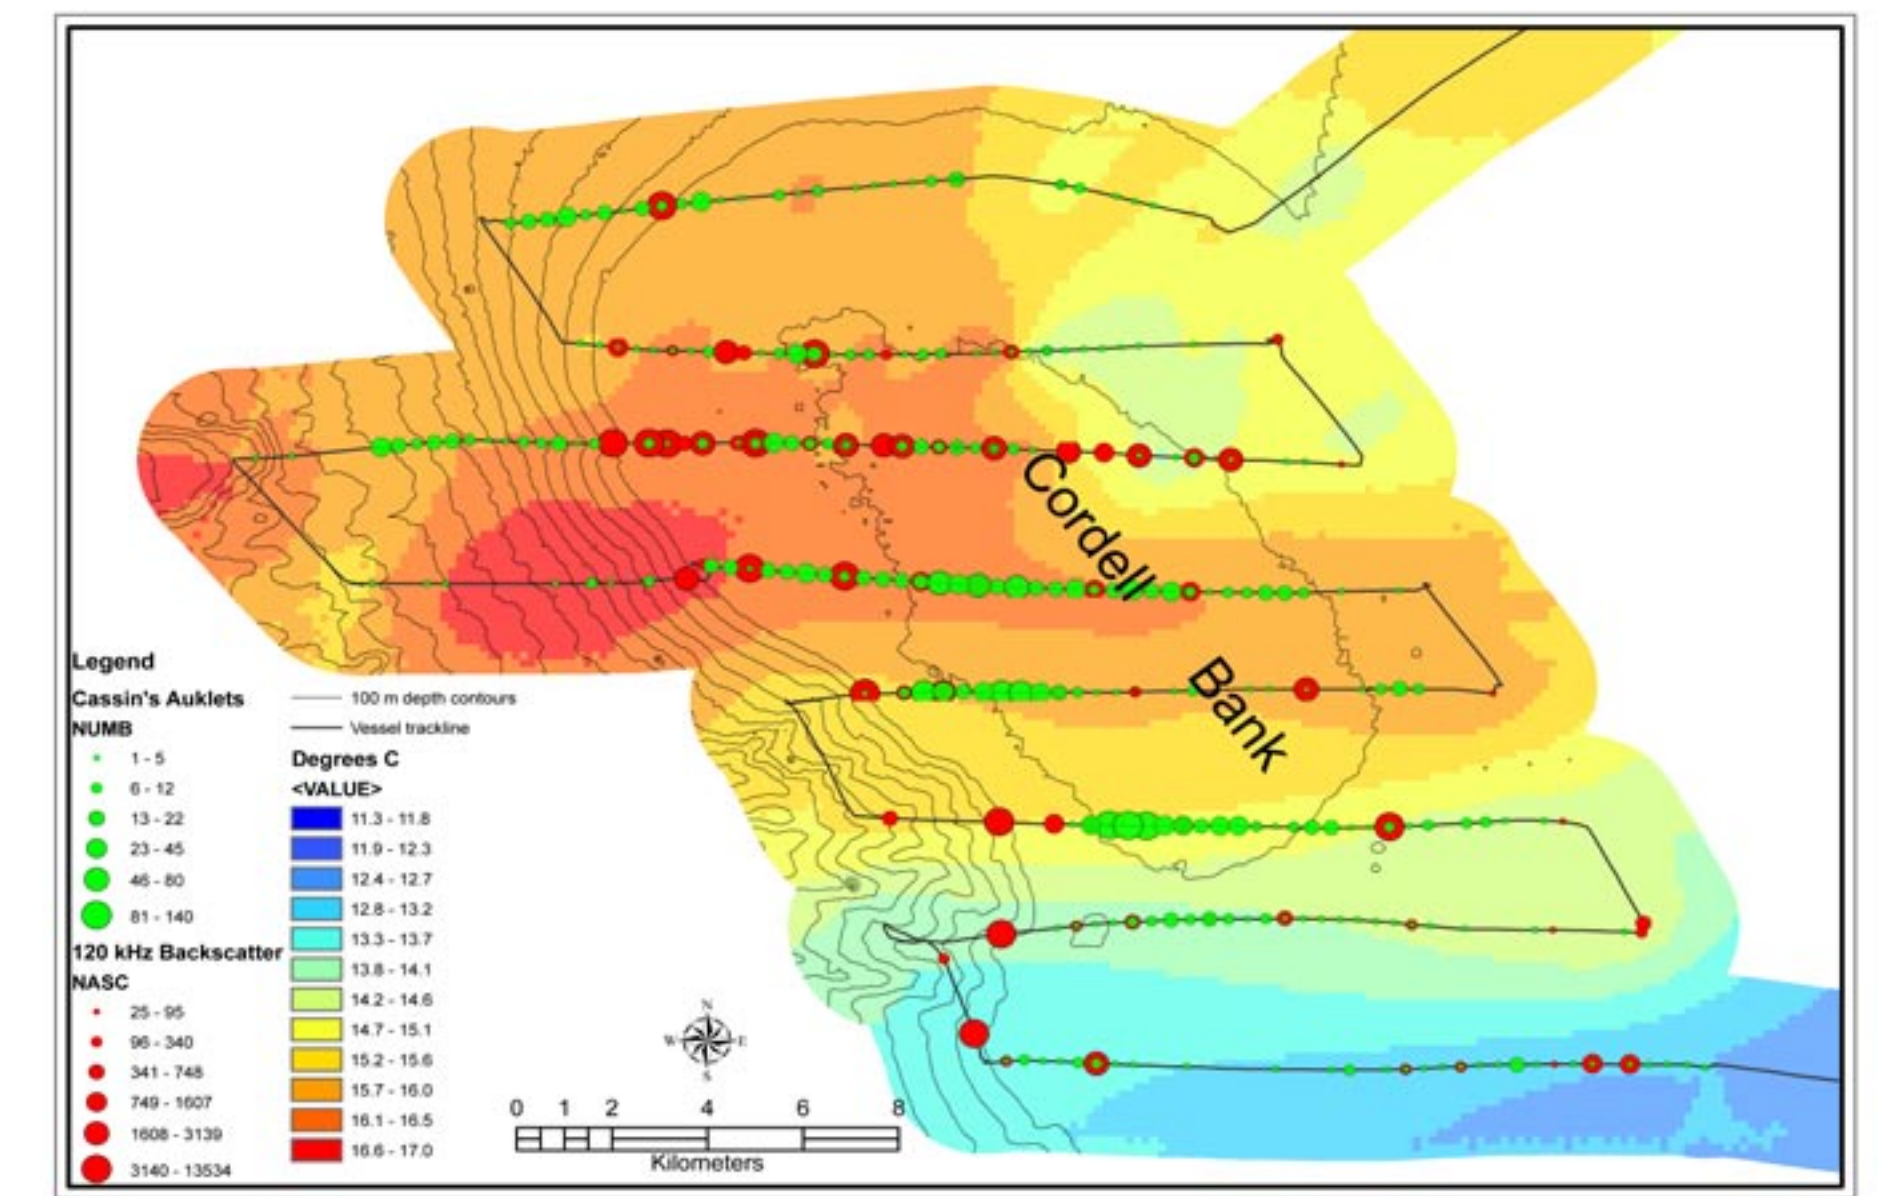 Cordell
Bank
Legend
Cassin's Auklets
NUMB
1 - 5
6 - 12
13 - 22
23 - 45
46 - 80
81 - 140
120 kHz Backscatter
NASC
25 - 95
96 - 340
341 - 748
749 - 1607
1608 - 3139
3140 - 13534
100 m depth contours
Vessel trackline
Degrees C
<VALUE>
11.3 - 11.8
11.9 - 12.3
12.4 - 12.7
12.8 - 13.2
13.3 - 13.7
13.8 - 14.1
14.2 - 14.6
14.7 - 15.1
15.2 - 15.6
15.7 - 16.0
16.1 - 16.5
16.6 - 17.0
N
W E
S
0 1 2 4 6 8
Kilometers